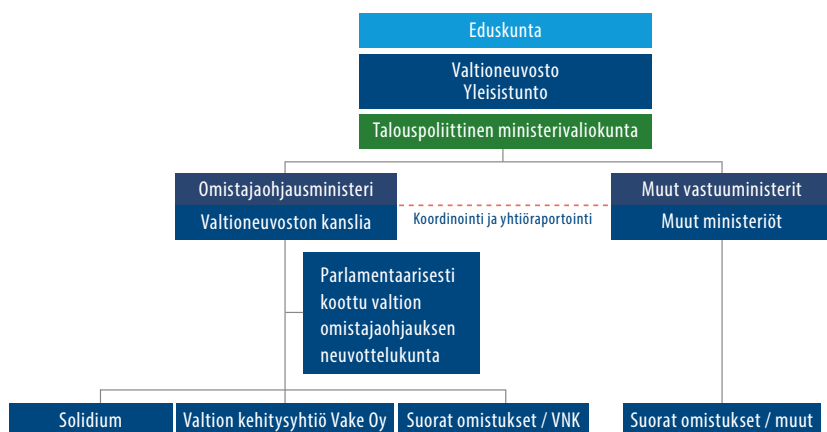 Eduskunta
Valtioneuvosto
Yleisistunto
Talouspoliittinen ministerivaliokunta
Omistajaohjausministeri
Valtioneuvoston kanslia
Koordinointi ja yhtiöraportointi
Muut vastuuministerit
Muut ministeriöt
Parlamentaarisesti
koottu valtion
omistajaohjauksen
neuvottelukunta
Solidium
Valtion kehitysyhtiö Vake Oy
Suorat omistukset / VNK
Suorat omistukset / muut